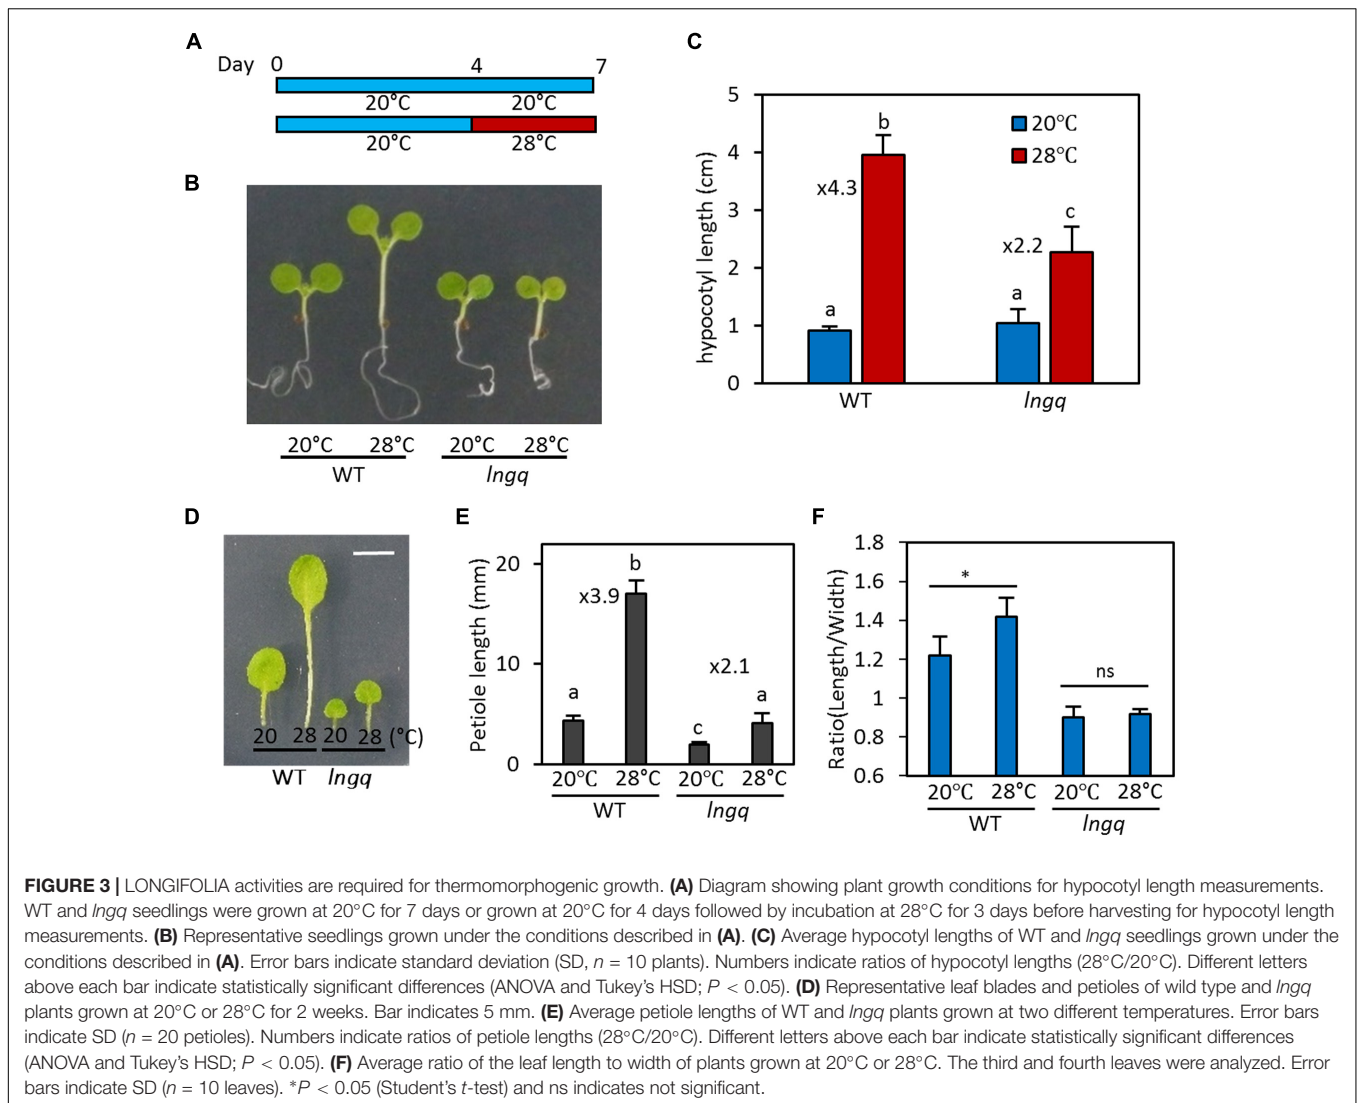 A
Day 0 4 7
20°C 20°C
20°C 28°C
B
20°C 28°C 20°C 28°C
WT lngq
C
hypocotyl length (cm)
5
4
3
2
1
0
20°C
28°C
a
x4.3
b
a
x2.2
c
WT lngq
D
20 28 20 28 (°C)
WT lngq
E
Petiole length (mm)
20
10
0
a
x3.9
b
c
x2.1
a
20°C 28°C 20°C 28°C
WT lngq
F
Ratio(Length/Width)
1.8
1.6
1.4
1.2
1
0.8
0.6
*
ns
20°C 28°C 20°C 28°C
WT lngq
FIGURE 3 | LONGIFOLIA activities are required for thermomorphogenic growth. (A) Diagram showing plant growth conditions for hypocotyl length measurements.
WT and lngq seedlings were grown at 20°C for 7 days or grown at 20°C for 4 days followed by incubation at 28°C for 3 days before harvesting for hypocotyl length
measurements. (B) Representative seedlings grown under the conditions described in (A). (C) Average hypocotyl lengths of WT and lngq seedlings grown under the
conditions described in (A). Error bars indicate standard deviation (SD, n = 10 plants). Numbers indicate ratios of hypocotyl lengths (28°C/20°C). Different letters
above each bar indicate statistically significant differences (ANOVA and Tukey's HSD; P < 0.05). (D) Representative leaf blades and petioles of wild type and lngq
plants grown at 20°C or 28°C for 2 weeks. Bar indicates 5 mm. (E) Average petiole lengths of WT and lngq plants grown at two different temperatures. Error bars
indicate SD (n = 20 petioles). Numbers indicate ratios of petiole lengths (28°C/20°C). Different letters above each bar indicate statistically significant differences
(ANOVA and Tukey's HSD; P < 0.05). (F) Average ratio of the leaf length to width of plants grown at 20°C or 28°C. The third and fourth leaves were analyzed. Error
bars indicate SD (n = 10 leaves). *P < 0.05 (Student's t-test) and ns indicates not significant.